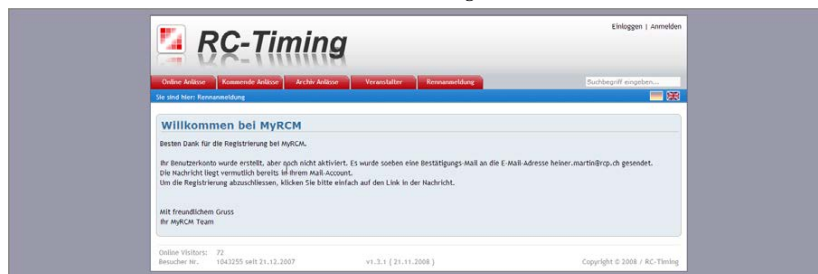 Einloggen | Anmelden
RC-Timing
Online Anlässe Kommende Anlässe Archiv Anlässe Veranstalter Rennanmeldung Suchbegriff eingeben...
Sie sind hier: Rennanmeldung
Willkommen bei MyRCM
Besten Dank für die Registrierung bei MyRCM.
Ihr Benutzerkonto wurde erstellt, aber noch nicht aktiviert. Es wurde soeben eine Bestätigungs-Mail an die E-Mail-Adresse heiner.martin@rcp.ch gesendet.
Die Nachricht liegt vermutlich bereits in Ihrem Mail-Account.
Um die Registrierung abzuschliessen, klicken Sie bitte einfach auf den Link in der Nachricht.
Mit freundlichem Gruss
Ihr MyRCM Team
Online Visitors: 72
Besucher Nr. 1043255 seit 21.12.2007 v1.3.1 ( 21.11.2008 ) Copyright © 2008 / RC-Timing